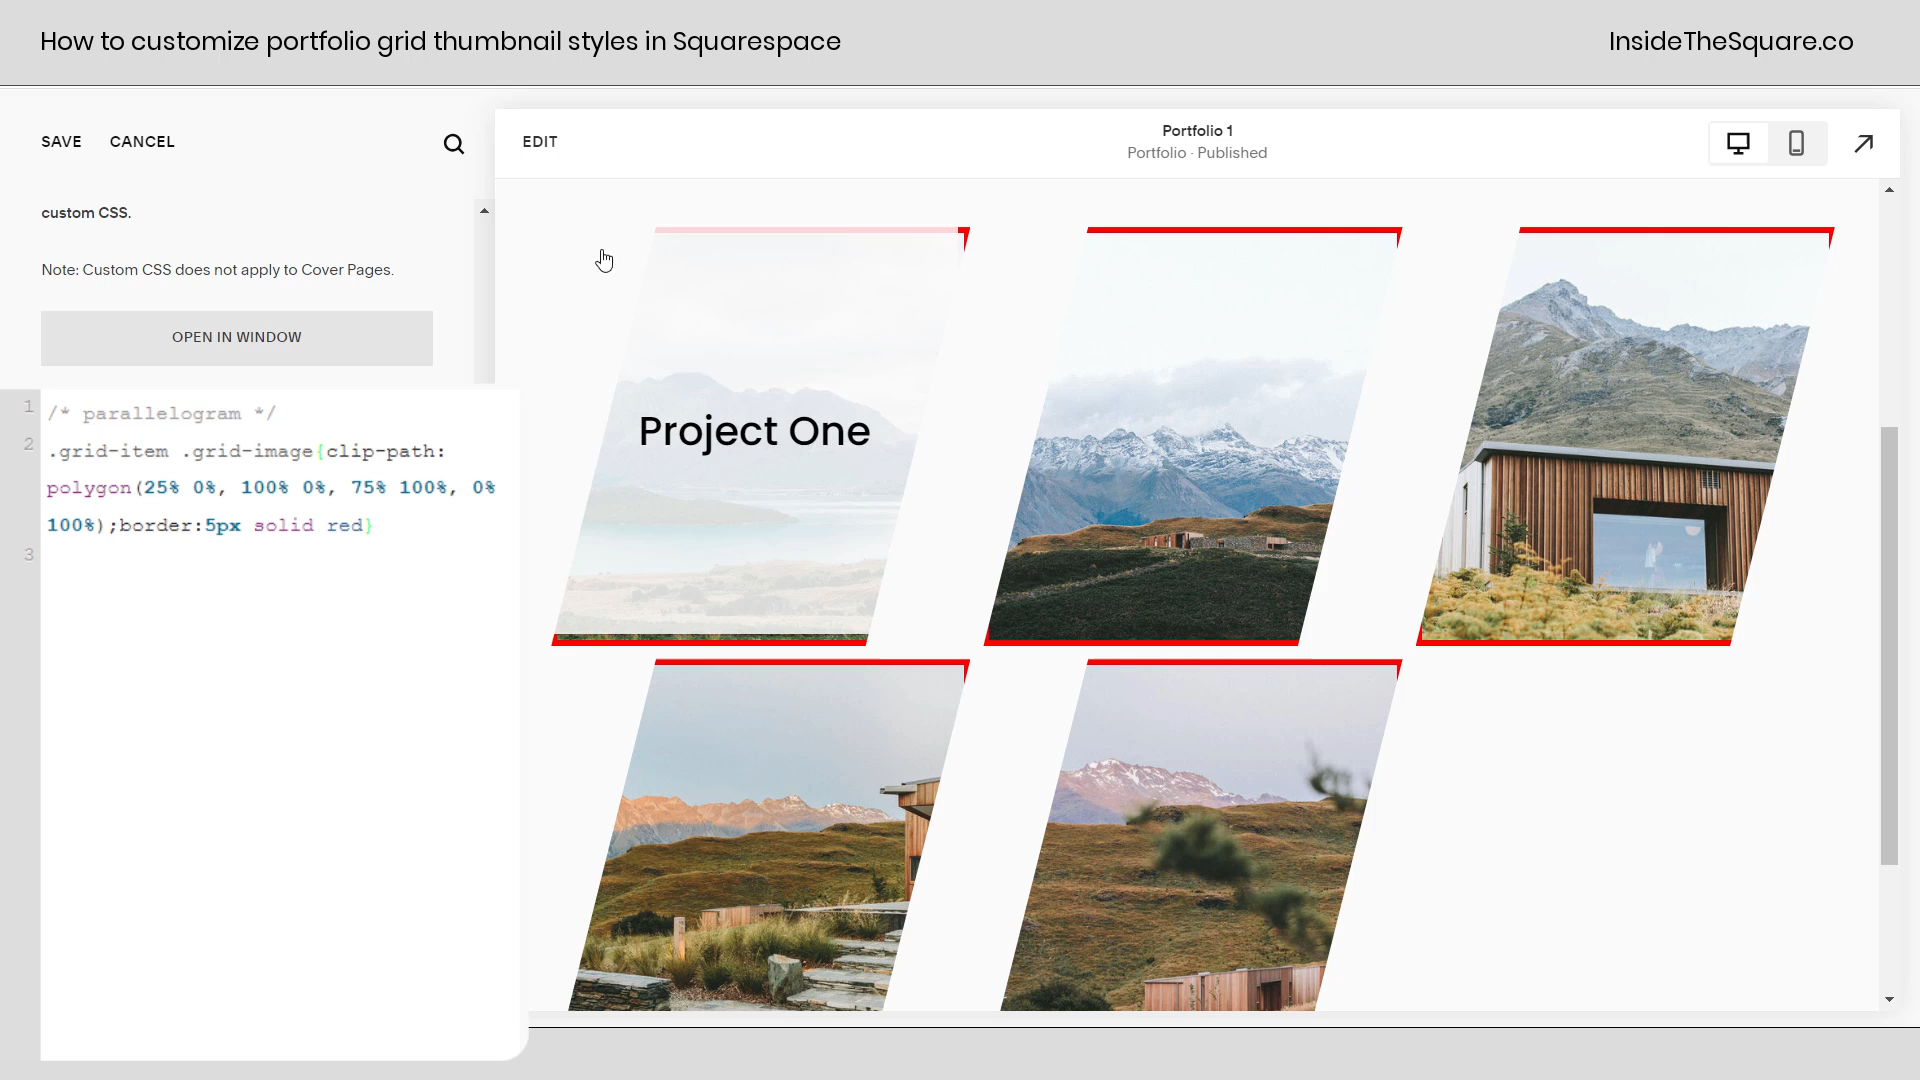 How to customize portfolio grid thumbnail styles in Squarespace
InsideTheSquare.co
SAVE
CANCEL
EDIT
Portfolio 1
Portfolio · Published
custom CSS.
Note: Custom CSS does not apply to Cover Pages.
OPEN IN WINDOW
1
/* parallelogram */
2
.grid-item .grid-image{clip-path:
polygon(25% 0%, 100% 0%, 75% 100%, 0%
100%);border:5px solid red}
3
Project One